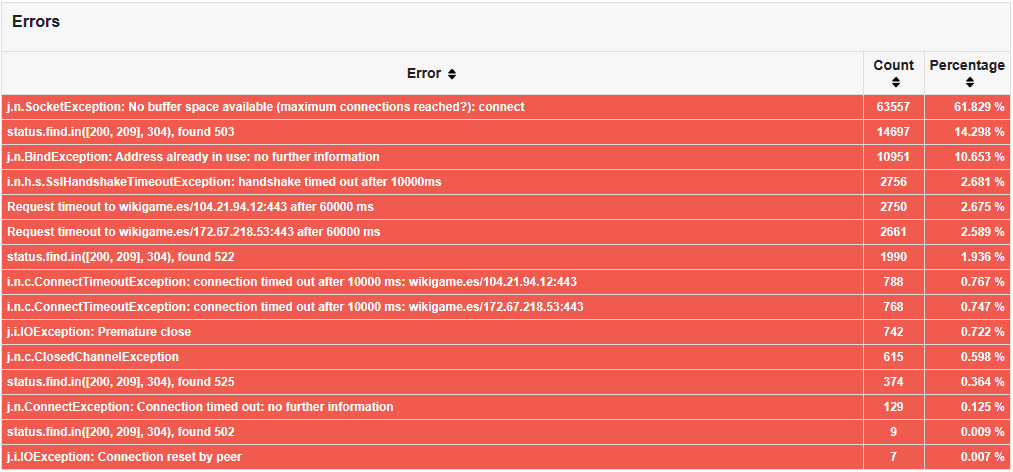 Errors
Error Count Percentage
j.n.SocketException: No buffer space available (maximum connections reached?): connect 63557 61.829 %
status.find.in([200, 209], 304), found 503 14697 14.298 %
j.n.BindException: Address already in use: no further information 10951 10.653 %
i.n.h.s.SslHandshakeTimeoutException: handshake timed out after 10000ms 2756 2.681 %
Request timeout to wikigame.es/104.21.94.12:443 after 60000 ms 2750 2.675 %
Request timeout to wikigame.es/172.67.218.53:443 after 60000 ms 2661 2.589 %
status.find.in([200, 209], 304), found 522 1990 1.936 %
i.n.c.ConnectTimeoutException: connection timed out after 10000 ms: wikigame.es/104.21.94.12:443 788 0.767 %
i.n.c.ConnectTimeoutException: connection timed out after 10000 ms: wikigame.es/172.67.218.53:443 768 0.747 %
j.i.IOException: Premature close 742 0.722 %
j.n.c.ClosedChannelException 615 0.598 %
status.find.in([200, 209], 304), found 525 374 0.364 %
j.n.ConnectException: Connection timed out: no further information 129 0.125 %
status.find.in([200, 209], 304), found 502 9 0.009 %
j.i.IOException: Connection reset by peer 7 0.007 %